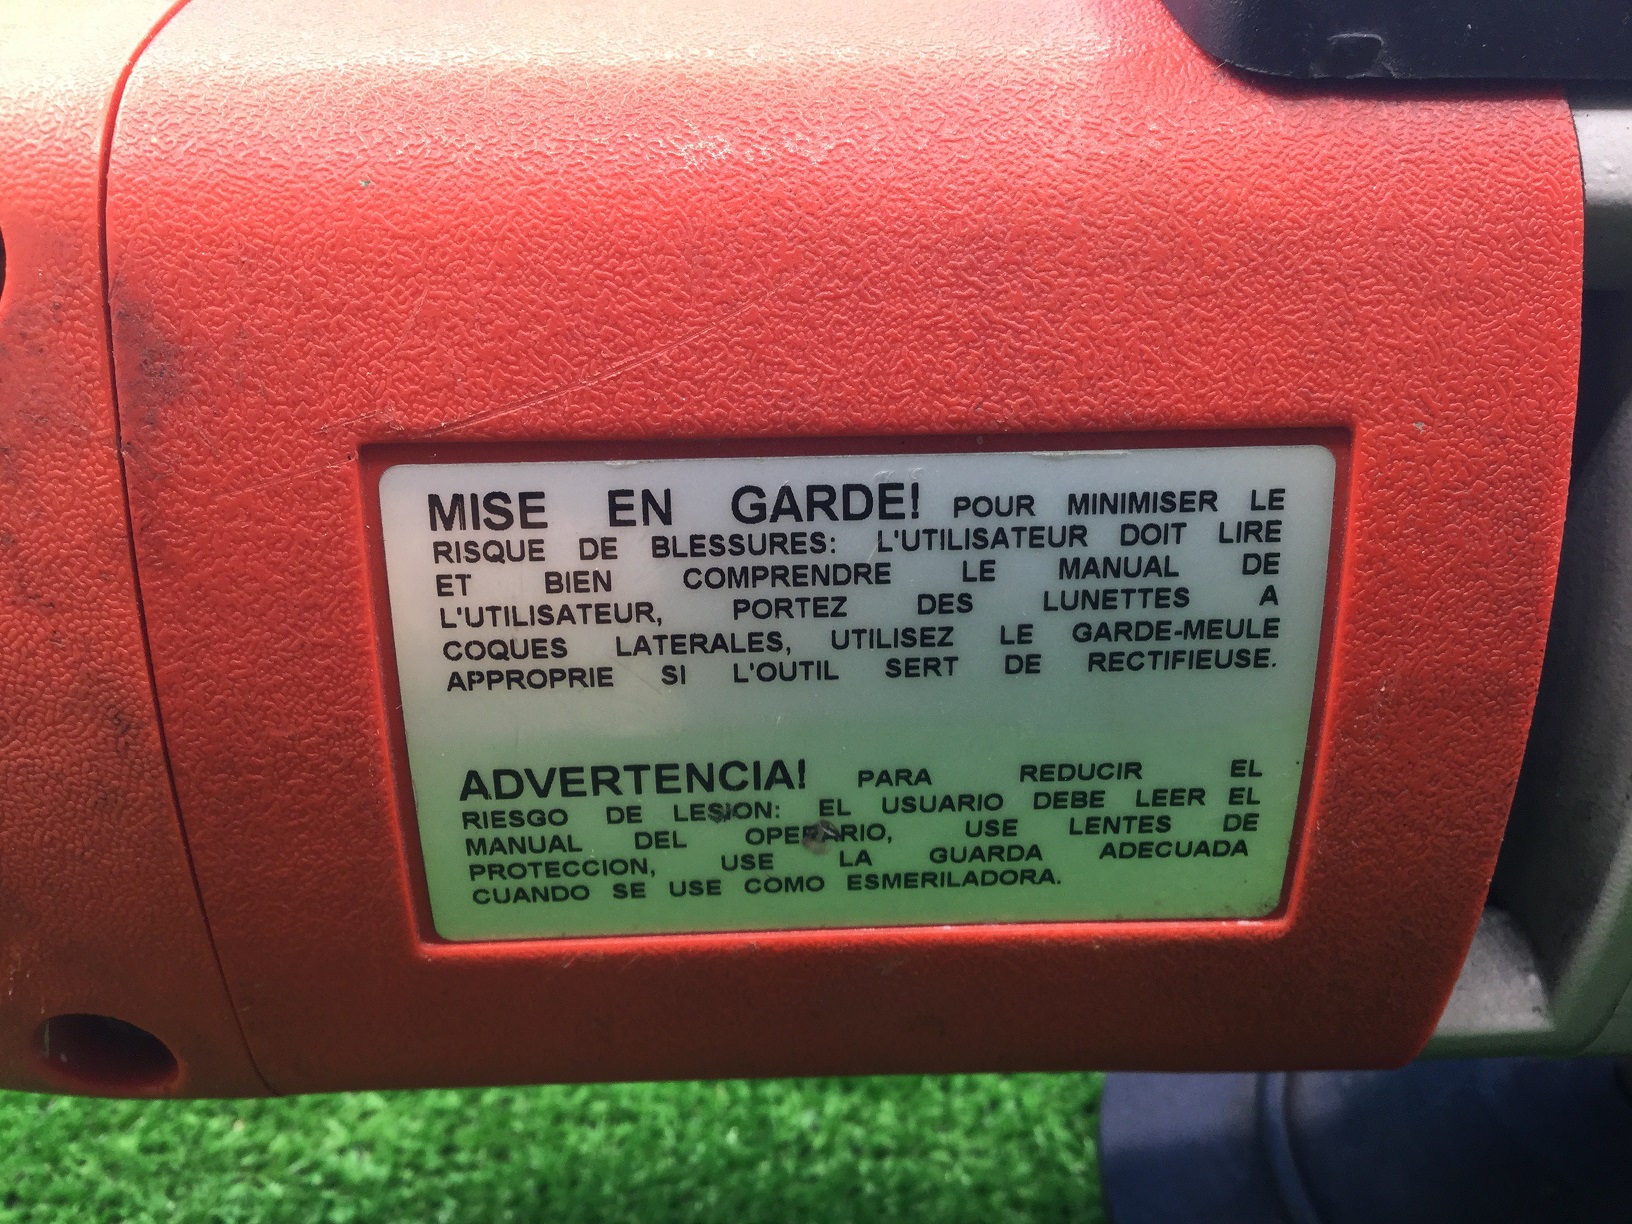 MISE EN GARDE! POUR MINIMISER LE
RISQUE DE BLESSURES: L'UTILISATEUR DOIT LIRE
ET BIEN COMPRENDRE LE MANUAL DE
L'UTILISATEUR, PORTEZ DES LUNETTES A
COQUES LATERALES, UTILISEZ LE GARDE-MEULE
APPROPRIE SI L'OUTIL SERT DE RECTIFIEUSE.
ADVERTENCIA! PARA REDUCIR EL
RIESGO DE LESION: EL USUARIO DEBE LEER EL
MANUAL DEL OPERARIO, USE LENTES DE
PROTECCION, USE LA GUARDA ADECUADA
CUANDO SE USE COMO ESMERILADORA.